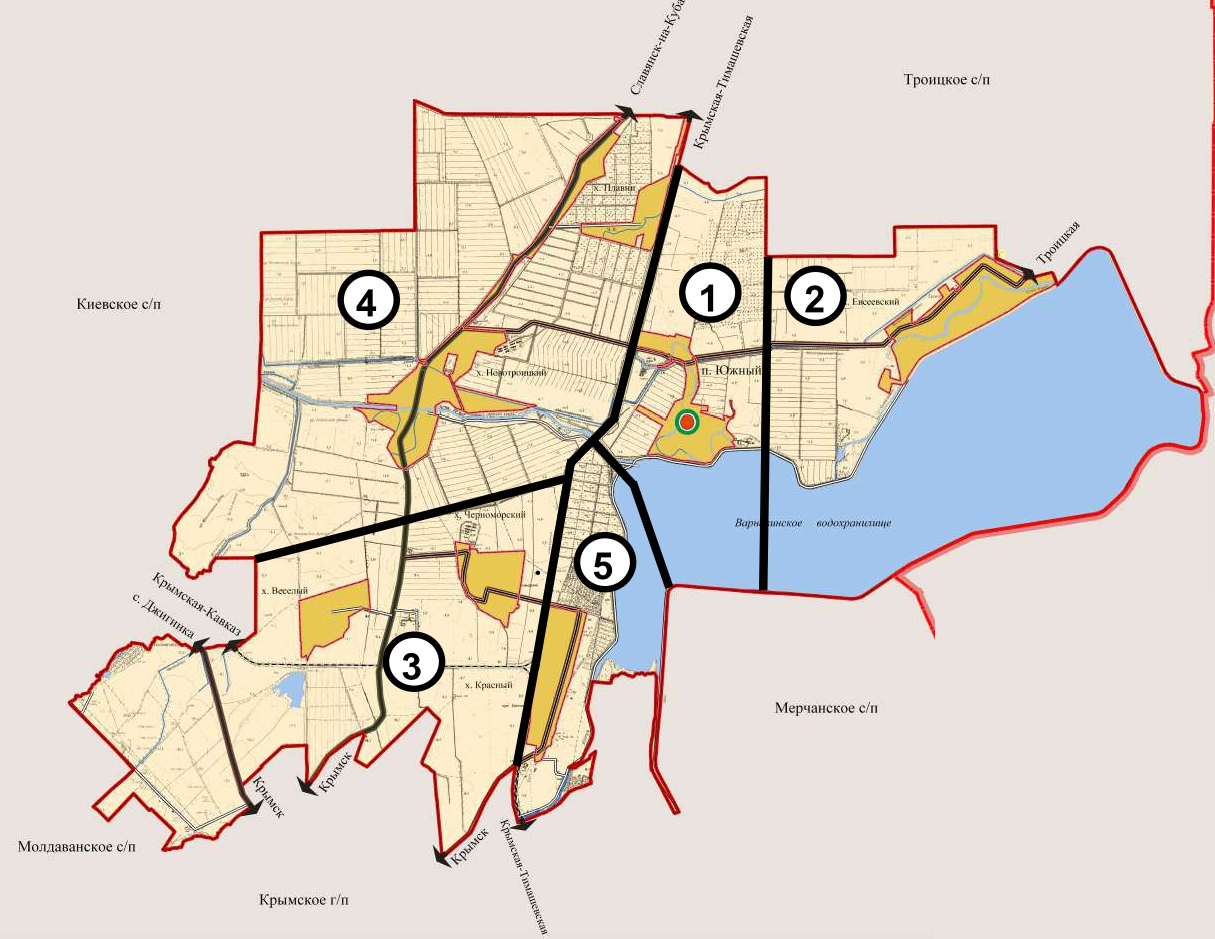 Славянск-на-Куба
Крымская-Тимашевская
Троицкое с/п
х. Плавни
Троицкая
Киевское с/п
4
1
2
Евсеевский
х. Новотроицкий
п. Южный
х. Черноморский
Варнавинское водохранилище
5
Крымская-Кавказ
с. Джигинка
х. Веселый
3
х. Красный
Мерчанское с/п
Крымск
Крымск
Крымск
Молдаванское с/п
Крымская-Тимашевская
Крымское г/п